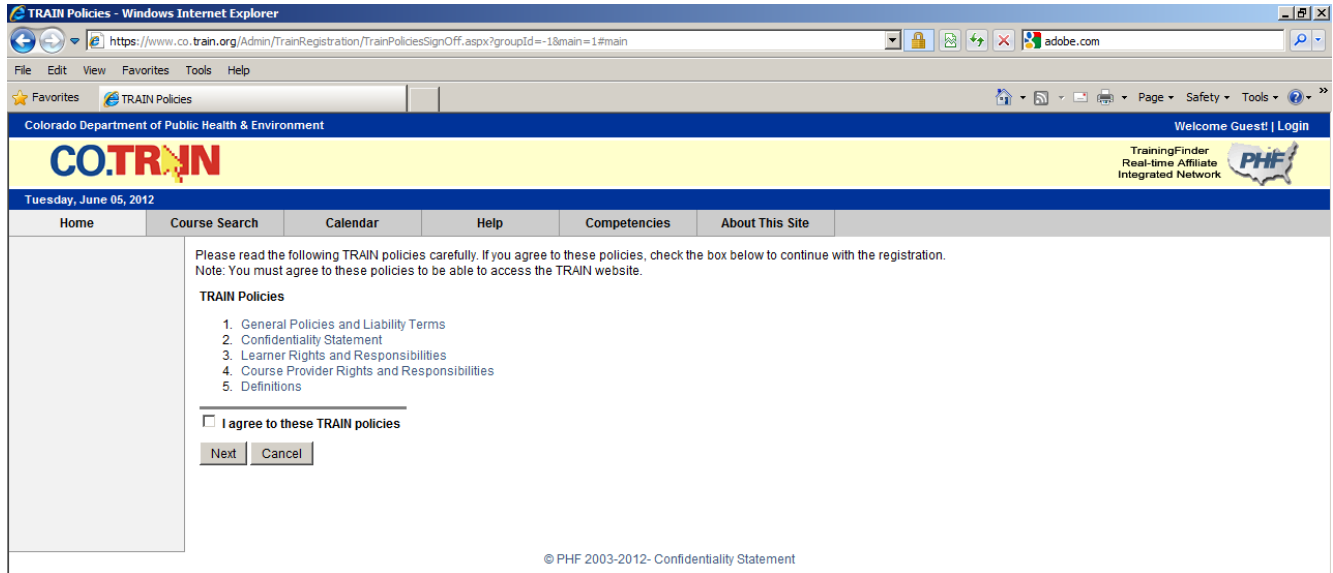 TRAIN Policies - Windows Internet Explorer
https://www.co.train.org/Admin/TrainRegistration/TrainPoliciesSignOff.aspx?groupId=-1&main=1#main
adobe.com
File Edit View Favorites Tools Help
Favorites TRAIN Policies Page Safety Tools
Colorado Department of Public Health & Environment Welcome Guest! | Login
CO.TRAIN
TrainingFinder
Real-time Affiliate
Integrated Network
PHF
Tuesday, June 05, 2012
Home Course Search Calendar Help Competencies About This Site
Please read the following TRAIN policies carefully. If you agree to these policies, check the box below to continue with the registration.
Note: You must agree to these policies to be able to access the TRAIN website.
TRAIN Policies
1. General Policies and Liability Terms
2. Confidentiality Statement
3. Learner Rights and Responsibilities
4. Course Provider Rights and Responsibilities
5. Definitions
I agree to these TRAIN policies
Next Cancel
© PHF 2003-2012- Confidentiality Statement